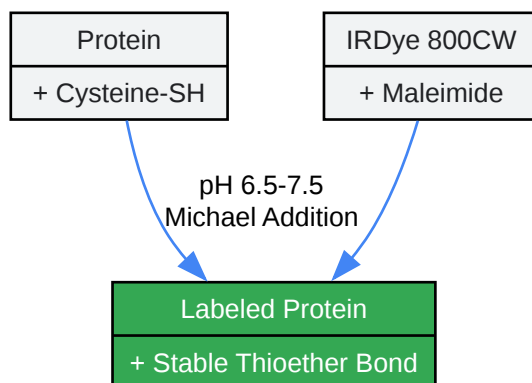 Protein
+ Cysteine-SH
IRDye 800CW
+ Maleimide
pH 6.5-7.5
Michael Addition
Labeled Protein
+ Stable Thioether Bond